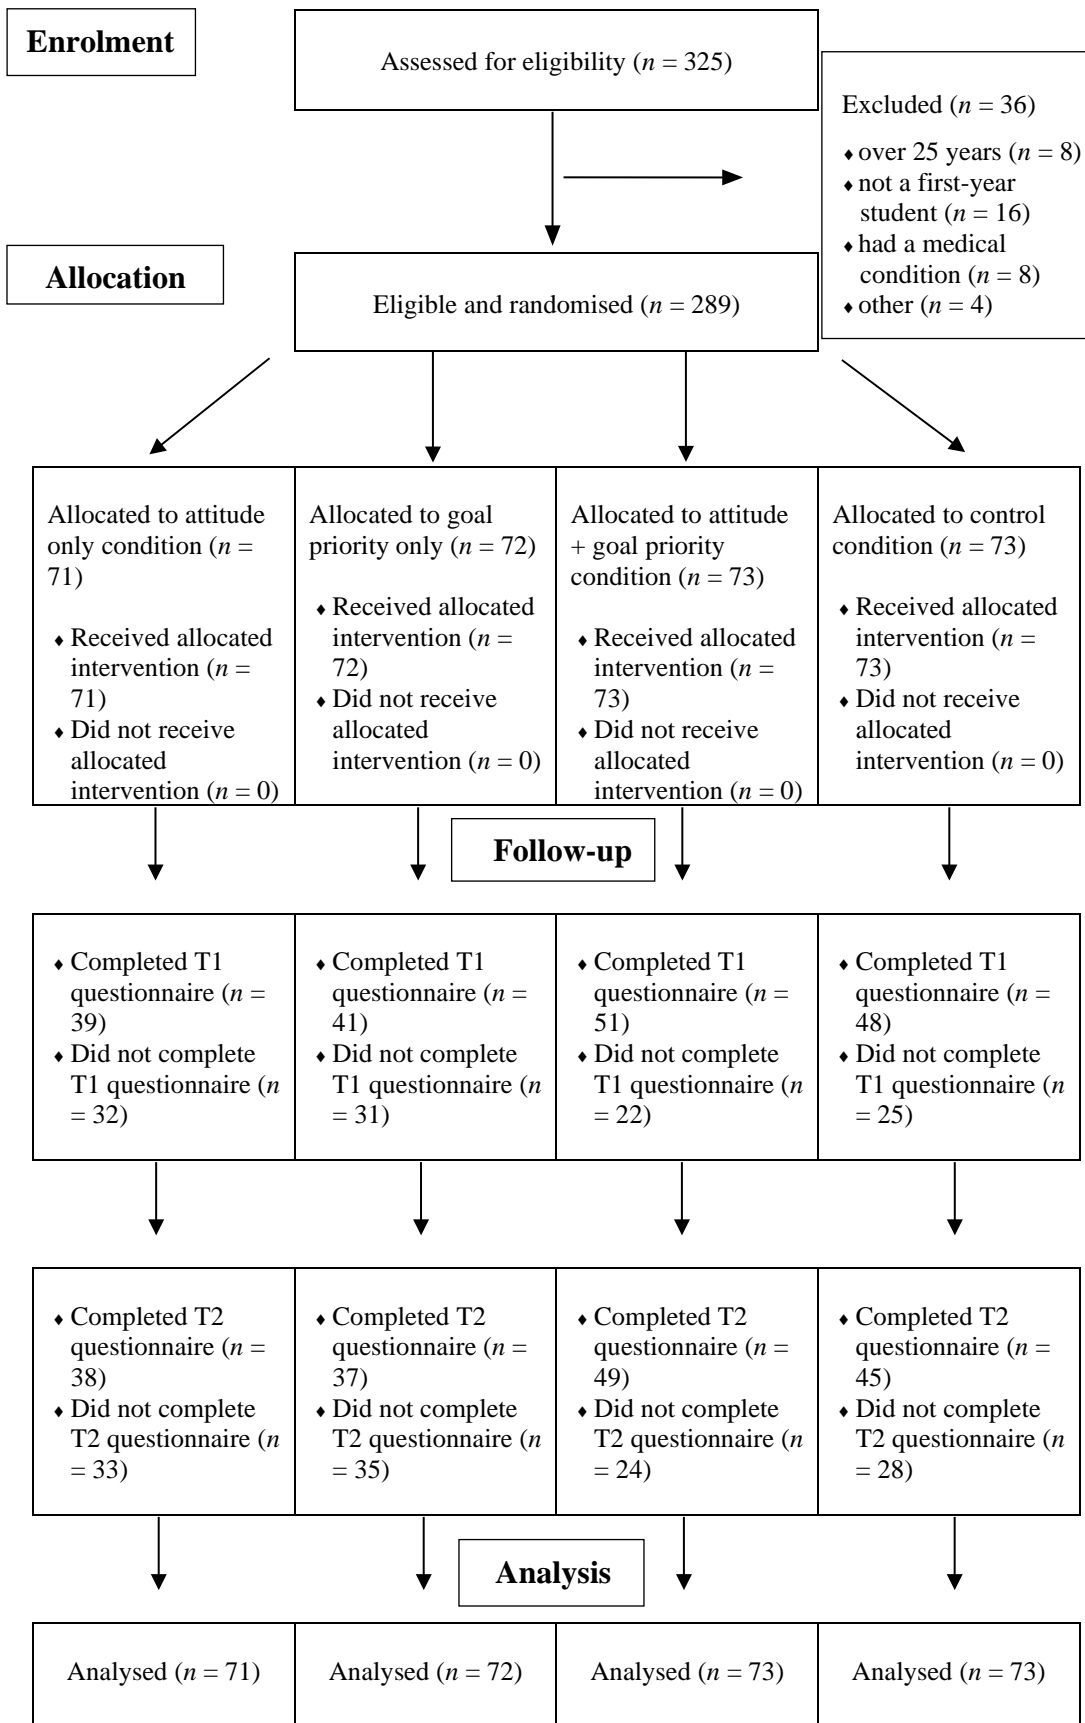 Enrolment
Assessed for eligibility (n = 325)
Excluded (n = 36)
♦ over 25 years (n = 8)
♦ not a first-year
student (n = 16)
♦ had a medical
condition (n = 8)
♦ other (n = 4)
Allocation
Eligible and randomised (n = 289)
Allocated to attitude
only condition (n =
71)
♦ Received allocated
intervention (n =
71)
♦ Did not receive
allocated
intervention (n = 0)
Allocated to goal
priority only (n = 72)
♦ Received allocated
intervention (n =
72)
♦ Did not receive
allocated
intervention (n = 0)
Allocated to attitude
+ goal priority
condition (n = 73)
♦ Received allocated
intervention (n =
73)
♦ Did not receive
allocated
intervention (n = 0)
Allocated to control
condition (n = 73)
♦ Received allocated
intervention (n =
73)
♦ Did not receive
allocated
intervention (n = 0)
Follow-up
♦ Completed T1
questionnaire (n =
39)
♦ Did not complete
T1 questionnaire (n
= 32)
♦ Completed T1
questionnaire (n =
41)
♦ Did not complete
T1 questionnaire (n
= 31)
♦ Completed T1
questionnaire (n =
51)
♦ Did not complete
T1 questionnaire (n
= 22)
♦ Completed T1
questionnaire (n =
48)
♦ Did not complete
T1 questionnaire (n
= 25)
♦ Completed T2
questionnaire (n =
38)
♦ Did not complete
T2 questionnaire (n
= 33)
♦ Completed T2
questionnaire (n =
37)
♦ Did not complete
T2 questionnaire (n
= 35)
♦ Completed T2
questionnaire (n =
49)
♦ Did not complete
T2 questionnaire (n
= 24)
♦ Completed T2
questionnaire (n =
45)
♦ Did not complete
T2 questionnaire (n
= 28)
Analysis
Analysed (n = 71)
Analysed (n = 72)
Analysed (n = 73)
Analysed (n = 73)